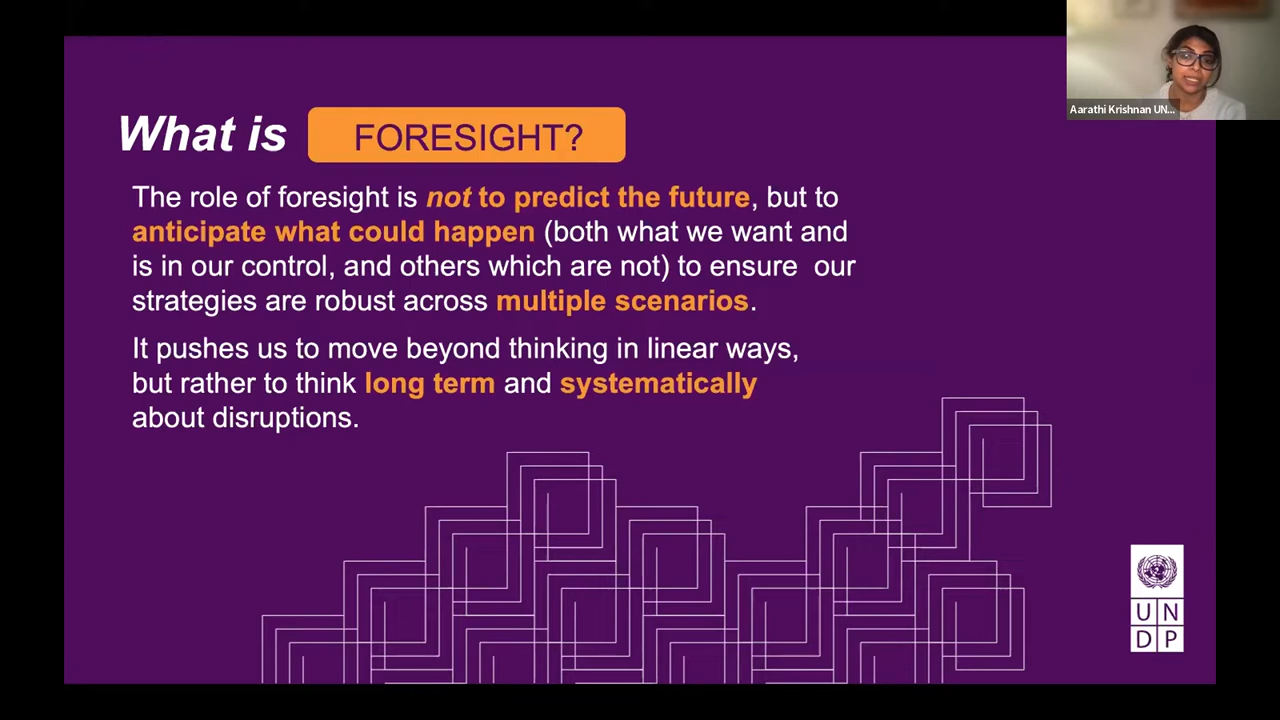 What is FORESIGHT?
The role of foresight is not to predict the future, but to
anticipate what could happen (both what we want and
is in our control, and others which are not) to ensure our
strategies are robust across multiple scenarios.
It pushes us to move beyond thinking in linear ways,
but rather to think long term and systematically
about disruptions.
Aarathi Krishnan UN...
U N
D P